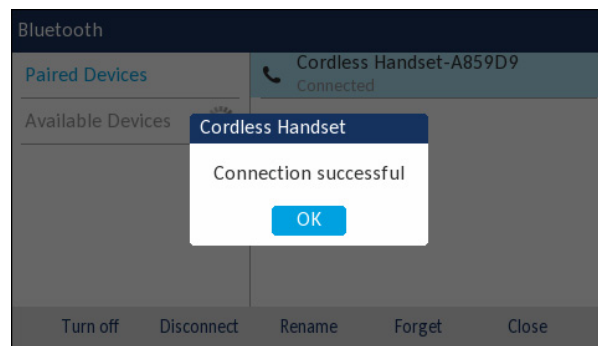 Bluetooth
Paired Devices
Cordless Handset-A859D9
Connected
Available Devices
Cordless Handset
Connection successful
OK
Turn off Disconnect Rename Forget Close